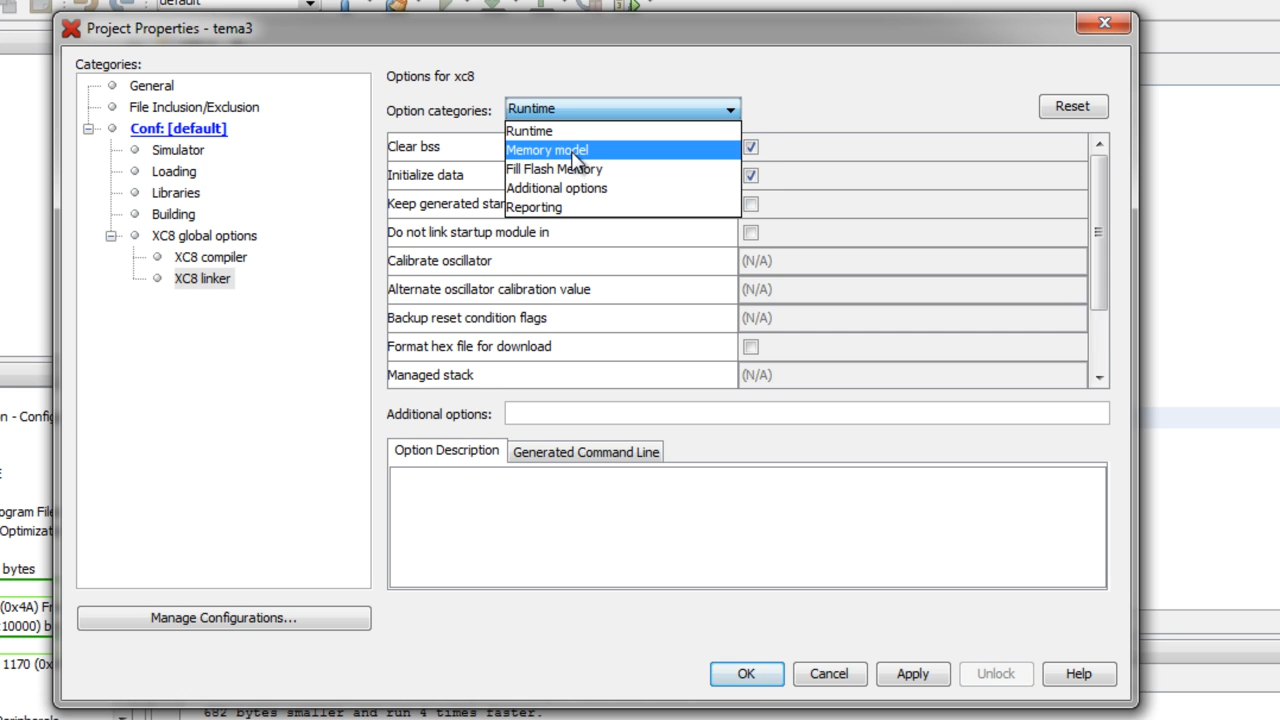 default
Project Properties - tema3
Categories:
General
File Inclusion/Exclusion
Conf: [default]
Simulator
Loading
Libraries
Building
XC8 global options
XC8 compiler
XC8 linker
Manage Configurations...
Options for xc8
Option categories:
Runtime
Reset
Runtime
Memory model
Fill Flash Memory
Additional options
Reporting
Clear bss
Initialize data
Keep generated star
Do not link startup module in
Calibrate oscillator (N/A)
Alternate oscillator calibration value (N/A)
Backup reset condition flags (N/A)
Format hex file for download
Managed stack (N/A)
Additional options:
Option Description Generated Command Line
OK Cancel Apply Unlock Help
n - Config
E
ogram File
Optimizat
bytes
(0x4A) Fr
10000) b
1170 (0x
682 bytes smaller and run 4 times faster.